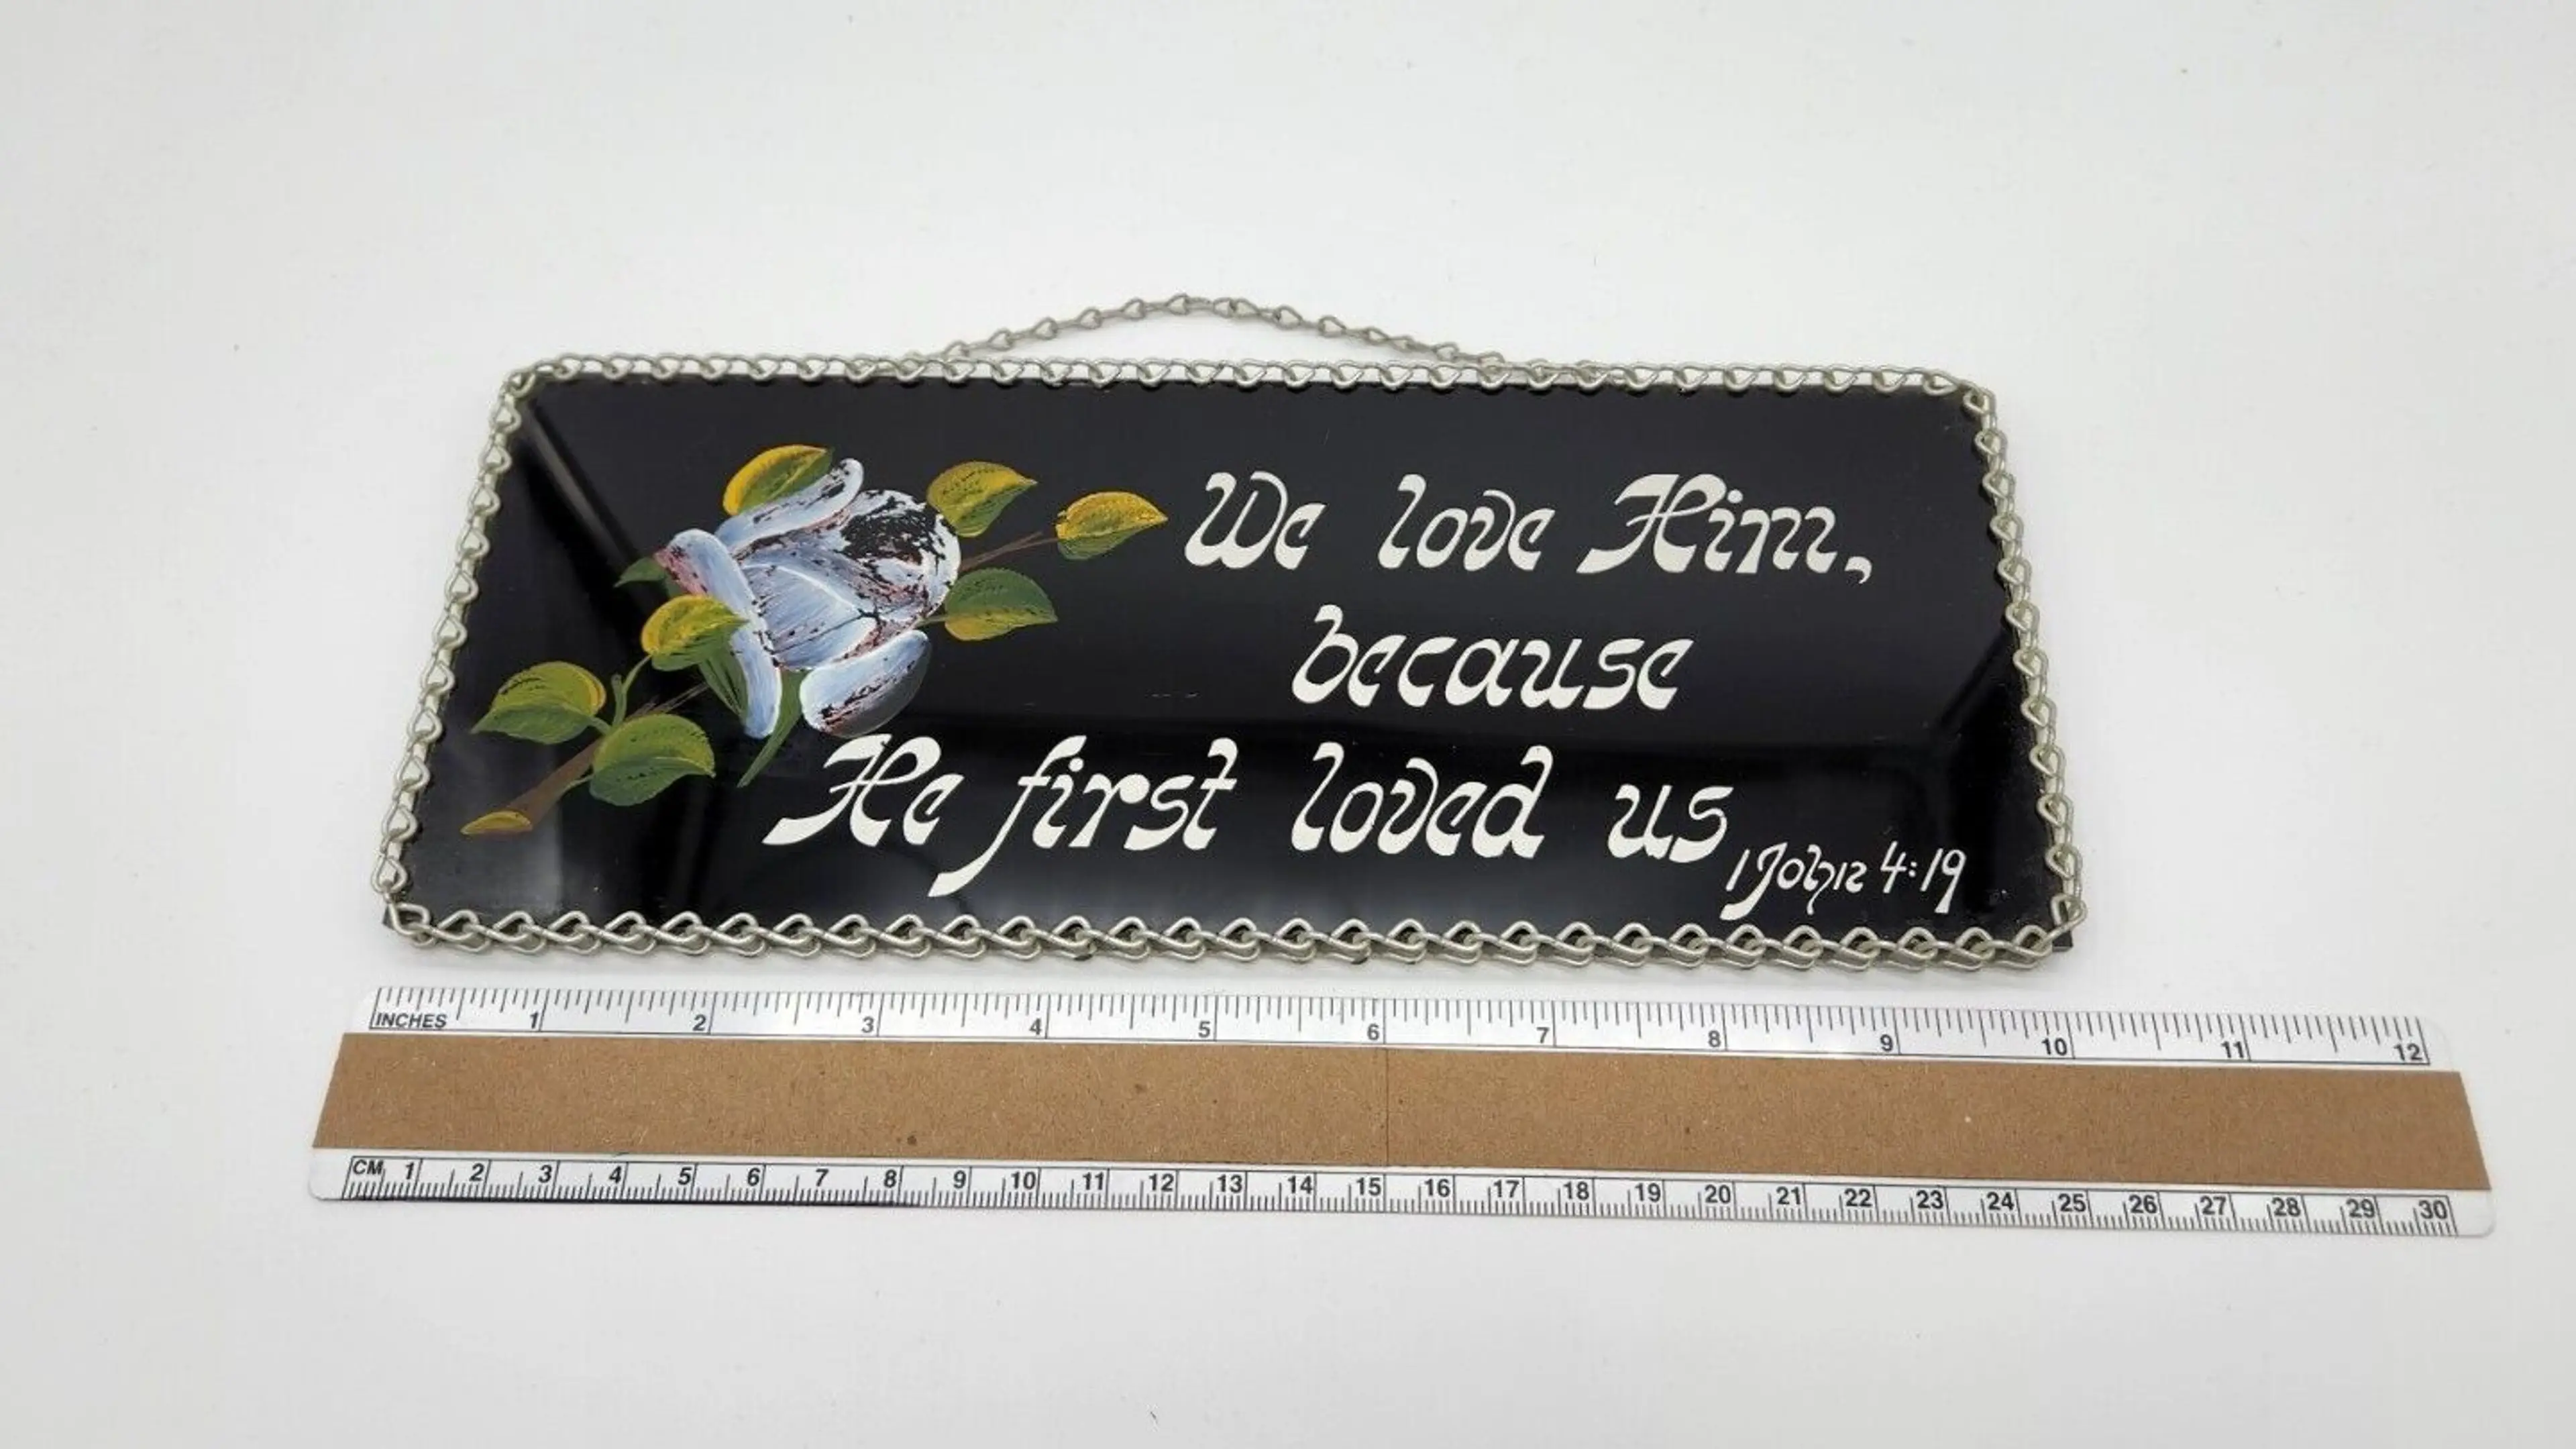 We love Him,
because
He first loved us
1 John 4:19
INCHES 1 2 3 4 5 6 7 8 9 10 11 12
CM 1 2 3 4 5 6 7 8 9 10 11 12 13 14 15 16 17 18 19 20 21 22 23 24 25 26 27 28 29 30